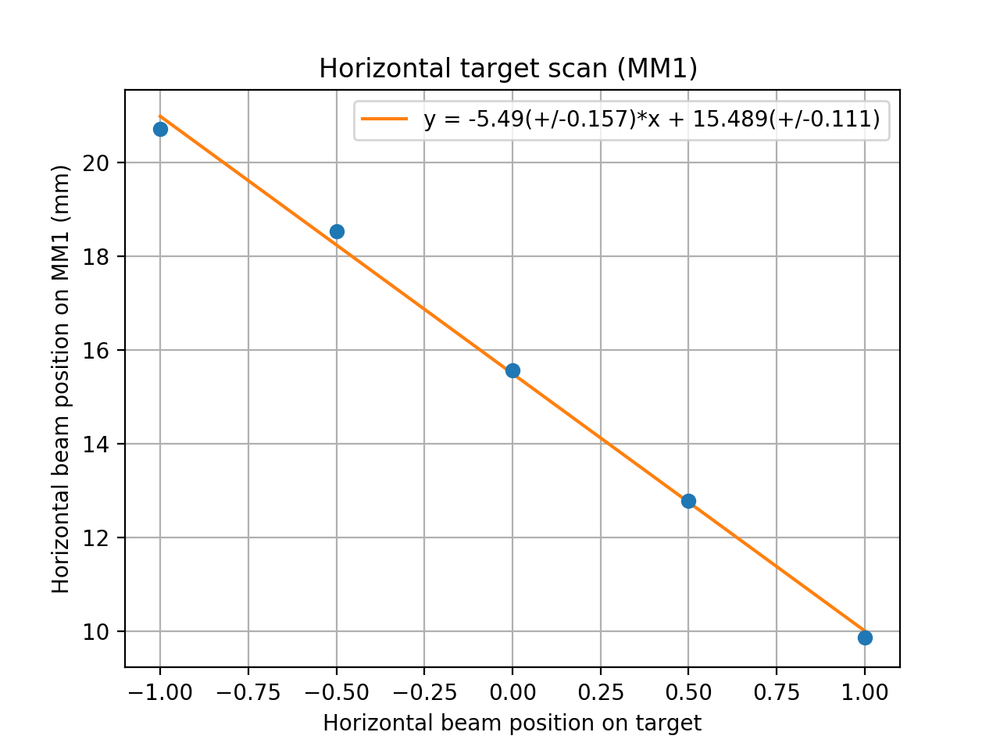 Horizontal target scan (MM1)
y = -5.49(+/-0.157)*x + 15.489(+/-0.111)
Horizontal beam position on MM1 (mm)
20
18
16
14
12
10
−1.00 −0.75 −0.50 −0.25 0.00 0.25 0.50 0.75 1.00
Horizontal beam position on target